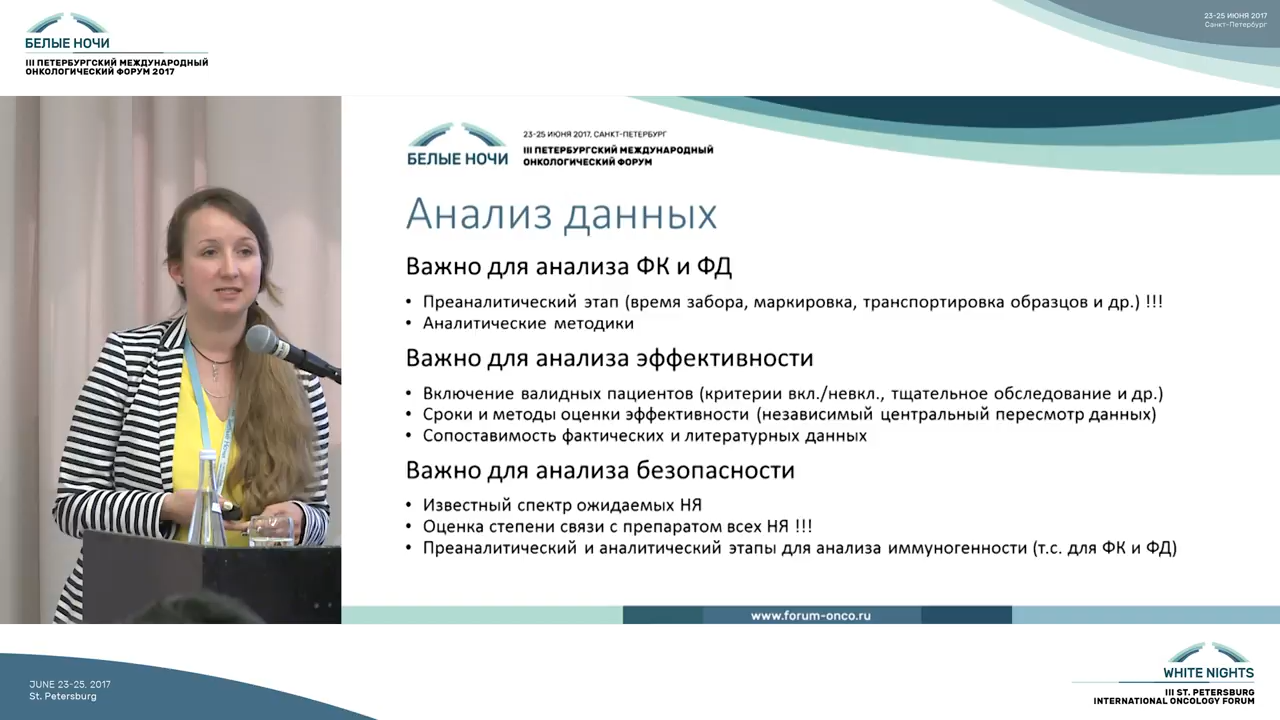 БЕЛЫЕ НОЧИ
III ПЕТЕРБУРГСКИЙ МЕЖДУНАРОДНЫЙ
ОНКОЛОГИЧЕСКИЙ ФОРУМ 2017
23-25 ИЮНЯ 2017
Санкт-Петербург
БЕЛЫЕ НОЧИ
23-25 ИЮНЯ 2017, САНКТ-ПЕТЕРБУРГ
III ПЕТЕРБУРГСКИЙ МЕЖДУНАРОДНЫЙ
ОНКОЛОГИЧЕСКИЙ ФОРУМ
Анализ данных
Важно для анализа ФК и ФД
• Преаналитический этап (время забора, маркировка, транспортировка образцов и др.) !!!
• Аналитические методики
Важно для анализа эффективности
• Включение валидных пациентов (критерии вкл./невкл., тщательное обследование и др.)
• Сроки и методы оценки эффективности (независимый центральный пересмотр данных)
• Сопоставимость фактических и литературных данных
Важно для анализа безопасности
• Известный спектр ожидаемых НЯ
• Оценка степени связи с препаратом всех НЯ !!!
• Преаналитический и аналитический этапы для анализа иммуногенности (т.с. для ФК и ФД)
www.forum-onco.ru
JUNE 23-25, 2017
St. Petersburg
WHITE NIGHTS
III ST. PETERSBURG
INTERNATIONAL ONCOLOGY FORUM